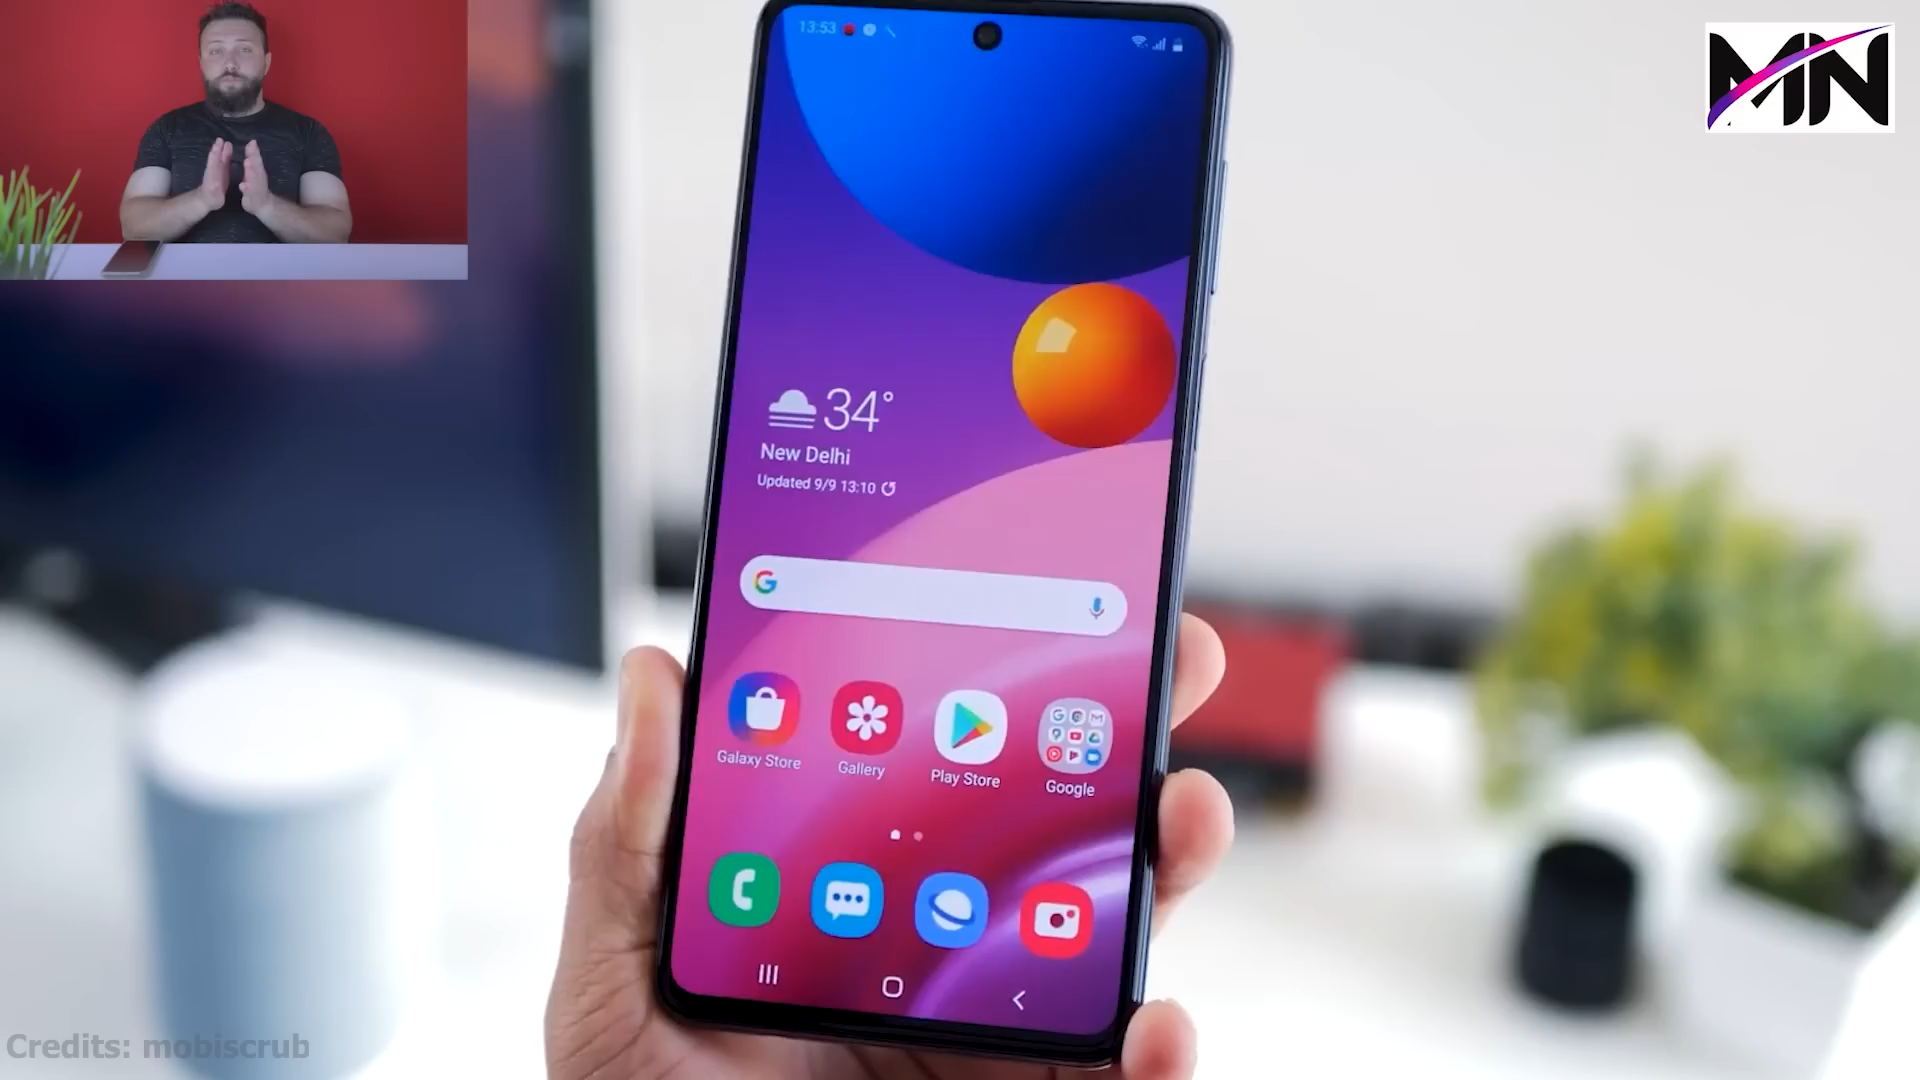 13:53
MN
34°
New Delhi
Updated 9/9 13:10
G
Galaxy Store
Gallery
Play Store
Google
Credits: mobiscrub